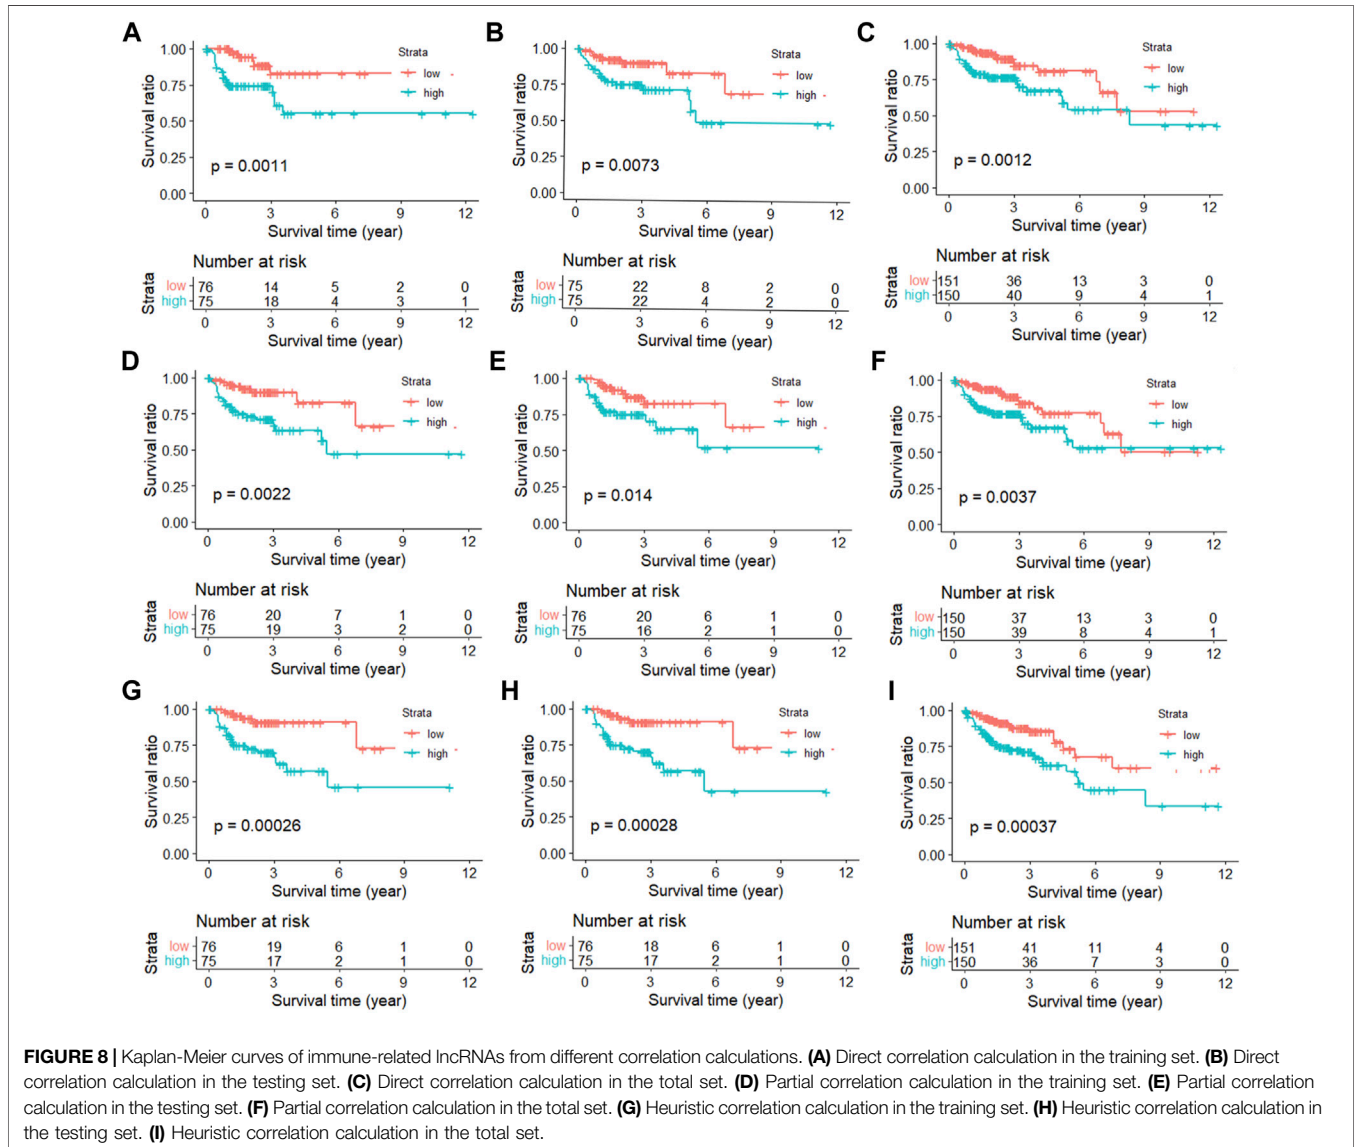 A
Survival ratio
1.00
0.75
0.50
0.25
0.00
Strata
low
high
p = 0.0011
0 3 6 9 12
Survival time (year)
Number at risk
Strata
low 76 14 5 2 0
high 75 18 4 3 1
0 3 6 9 12
Survival time (year)
B
Survival ratio
1.00
0.75
0.50
0.25
0.00
Strata
low
high
p = 0.0073
0 3 6 9 12
Survival time (year)
Number at risk
Strata
low 75 22 8 2 0
high 75 22 4 2 0
0 3 6 9 12
Survival time (year)
C
Survival ratio
1.00
0.75
0.50
0.25
0.00
Strata
low
high
p = 0.0012
0 3 6 9 12
Survival time (year)
Number at risk
Strata
low 151 36 13 3 0
high 150 40 9 4 1
0 3 6 9 12
Survival time (year)
D
Survival ratio
1.00
0.75
0.50
0.25
0.00
Strata
low
high
p = 0.0022
0 3 6 9 12
Survival time (year)
Number at risk
Strata
low 76 20 7 1 0
high 75 19 3 2 0
0 3 6 9 12
Survival time (year)
E
Survival ratio
1.00
0.75
0.50
0.25
0.00
Strata
low
high
p = 0.014
0 3 6 9 12
Survival time (year)
Number at risk
Strata
low 76 20 6 1 0
high 75 16 2 1 0
0 3 6 9 12
Survival time (year)
F
Survival ratio
1.00
0.75
0.50
0.25
0.00
Strata
low
high
p = 0.0037
0 3 6 9 12
Survival time (year)
Number at risk
Strata
low 150 37 13 3 0
high 150 39 8 4 1
0 3 6 9 12
Survival time (year)
G
Survival ratio
1.00
0.75
0.50
0.25
0.00
Strata
low
high
p = 0.00026
0 3 6 9 12
Survival time (year)
Number at risk
Strata
low 76 19 6 1 0
high 75 17 2 1 0
0 3 6 9 12
Survival time (year)
H
Survival ratio
1.00
0.75
0.50
0.25
0.00
Strata
low
high
p = 0.00028
0 3 6 9 12
Survival time (year)
Number at risk
Strata
low 76 18 6 1 0
high 75 17 2 1 0
0 3 6 9 12
Survival time (year)
I
Survival ratio
1.00
0.75
0.50
0.25
0.00
Strata
low
high
p = 0.00037
0 3 6 9 12
Survival time (year)
Number at risk
Strata
low 151 41 11 4 0
high 150 36 7 3 0
0 3 6 9 12
Survival time (year)
FIGURE 8 | Kaplan-Meier curves of immune-related lncRNAs from different correlation calculations. (A) Direct correlation calculation in the training set. (B) Direct
correlation calculation in the testing set. (C) Direct correlation calculation in the total set. (D) Partial correlation calculation in the training set. (E) Partial correlation
calculation in the testing set. (F) Partial correlation calculation in the total set. (G) Heuristic correlation calculation in the training set. (H) Heuristic correlation calculation in
the testing set. (I) Heuristic correlation calculation in the total set.